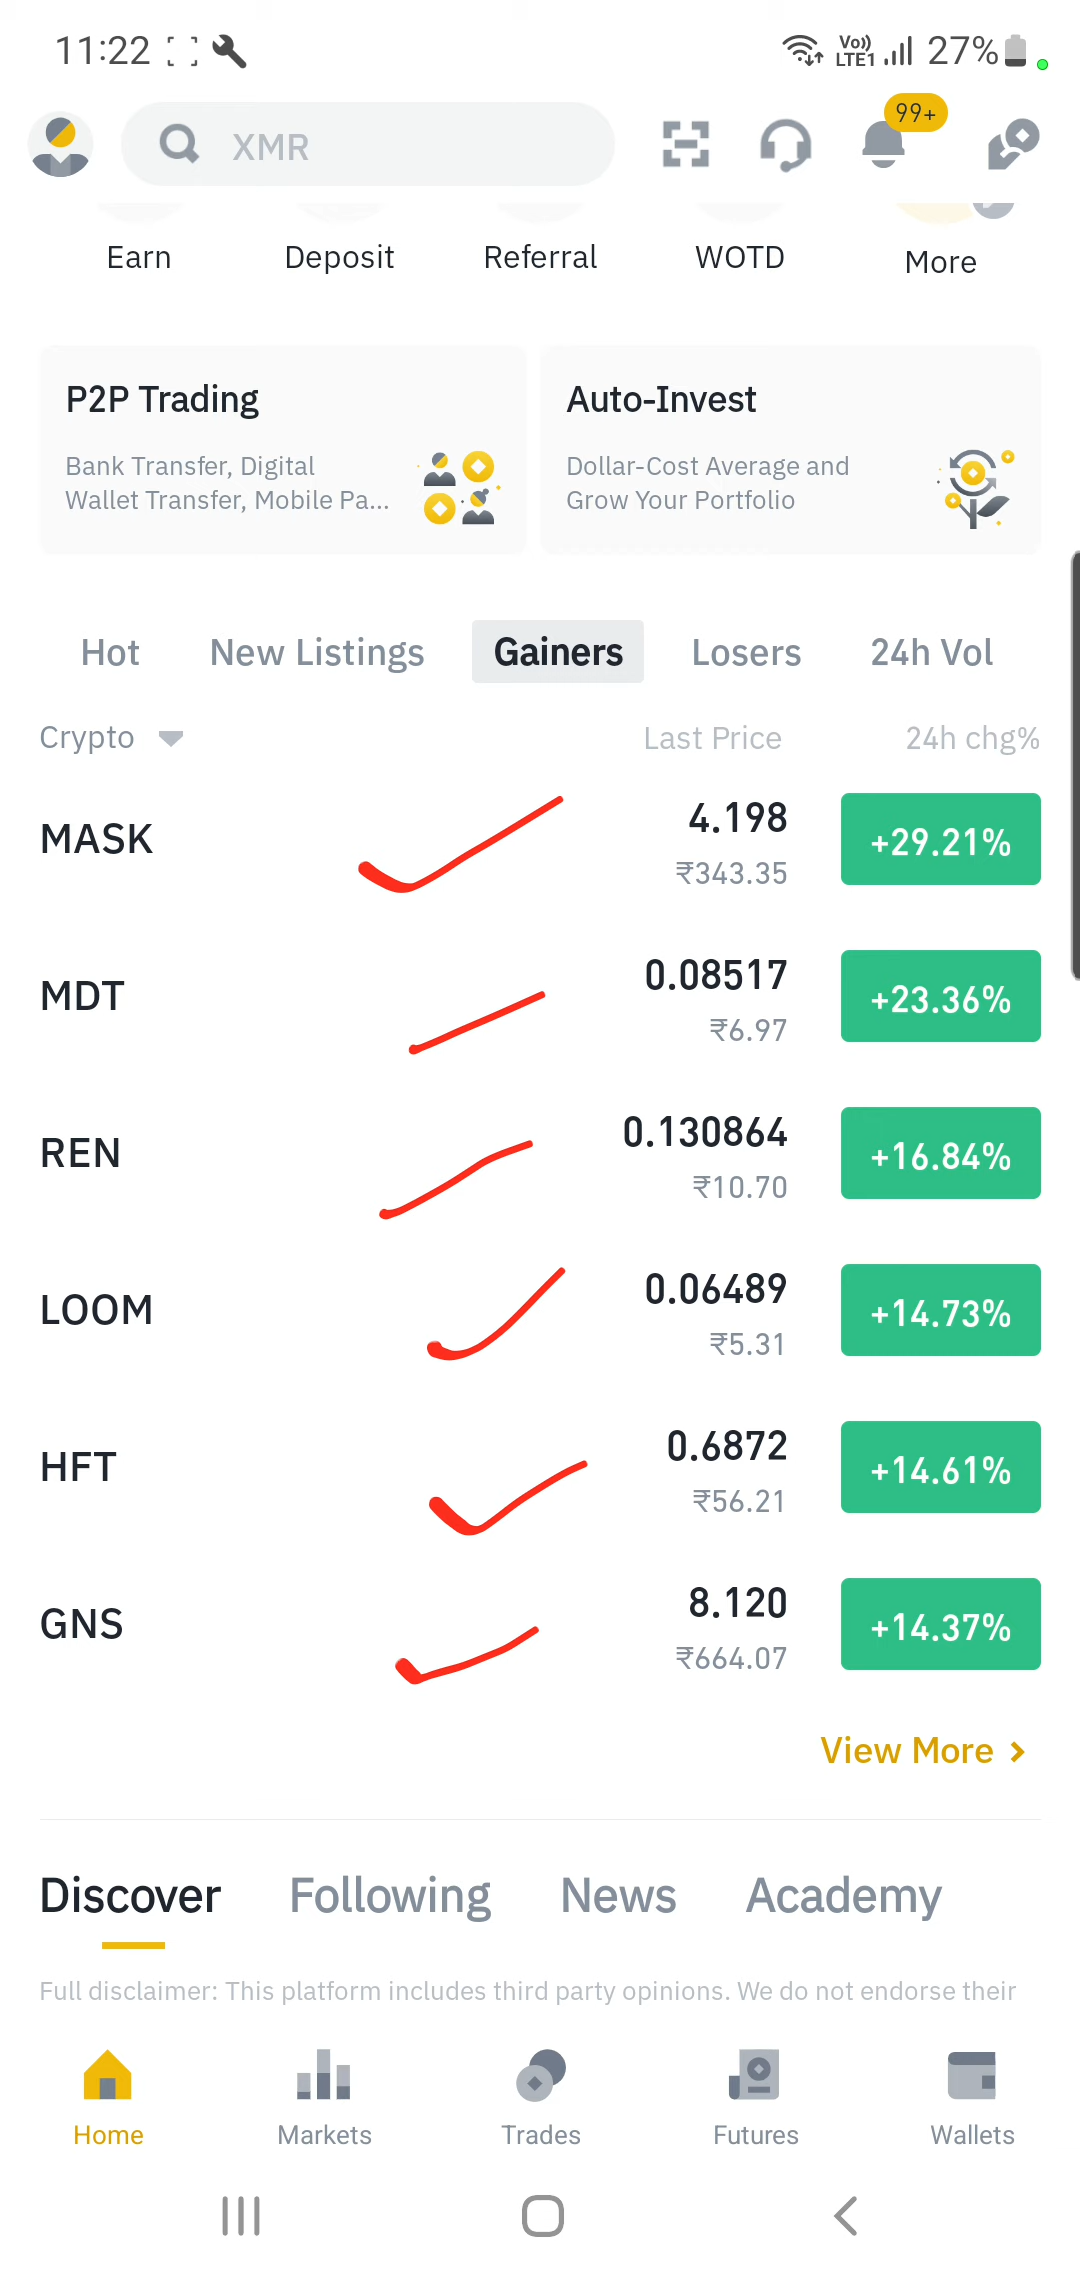 11:22 Vo)) LTE1 27%
XMR 99+
Earn Deposit Referral WOTD More
P2P Trading
Bank Transfer, Digital
Wallet Transfer, Mobile Pa...
Auto-Invest
Dollar-Cost Average and
Grow Your Portfolio
Hot New Listings Gainers Losers 24h Vol
Crypto Last Price 24h chg%
MASK 4.198 +29.21%
₹343.35
MDT 0.08517 +23.36%
₹6.97
REN 0.130864 +16.84%
₹10.70
LOOM 0.06489 +14.73%
₹5.31
HFT 0.6872 +14.61%
₹56.21
GNS 8.120 +14.37%
₹664.07
View More
Discover Following News Academy
Full disclaimer: This platform includes third party opinions. We do not endorse their
Home Markets Trades Futures Wallets